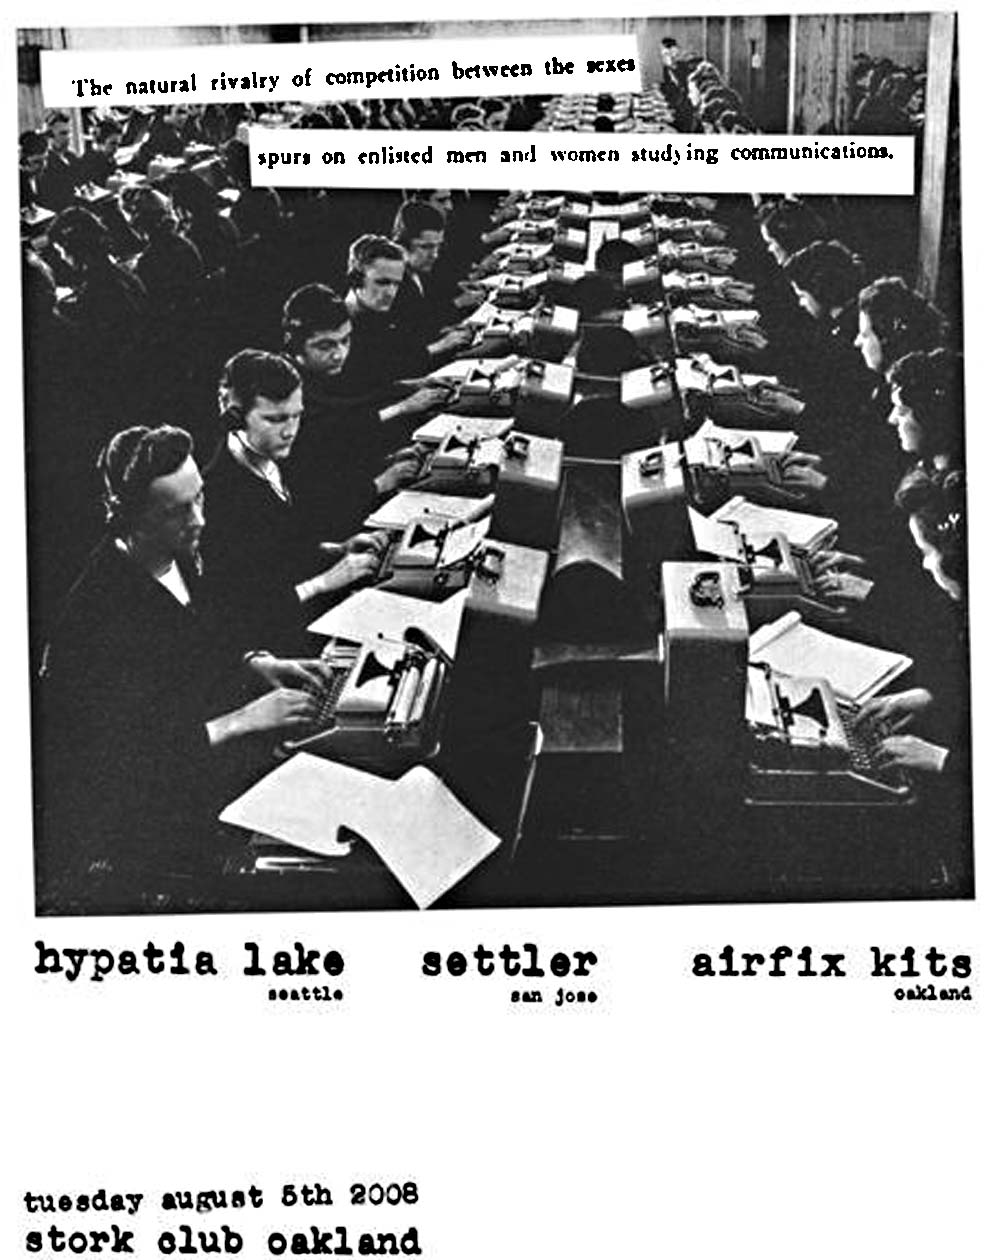 The natural rivalry of competition between the sexes
spurs on enlisted men and women studying communications.
hypatia lake settler airfix kits
seattle san jose oakland
tuesday august 5th 2008
stork club oakland